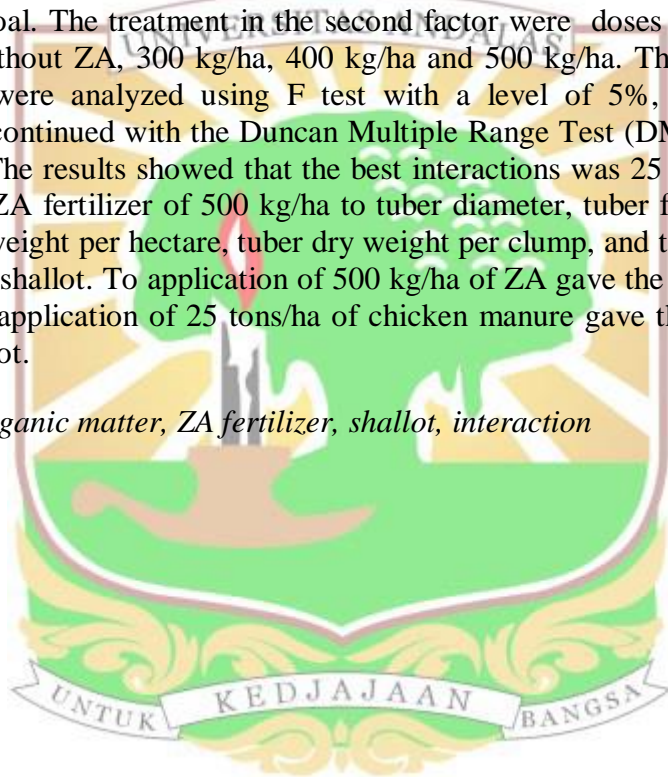 oal. The treatment in the second factor were doses
UNIVERSITAS ANDALAS
thout ZA, 300 kg/ha, 400 kg/ha and 500 kg/ha. Th
were analyzed using F test with a level of 5%,
continued with the Duncan Multiple Range Test (DM
The results showed that the best interactions was 25
ZA fertilizer of 500 kg/ha to tuber diameter, tuber f
veight per hectare, tuber dry weight per clump, and t
shallot. To application of 500 kg/ha of ZA gave the
application of 25 tons/ha of chicken manure gave th
ot.
ganic matter, ZA fertilizer, shallot, interaction
UNTUK KEDJAJAAN BANGSA